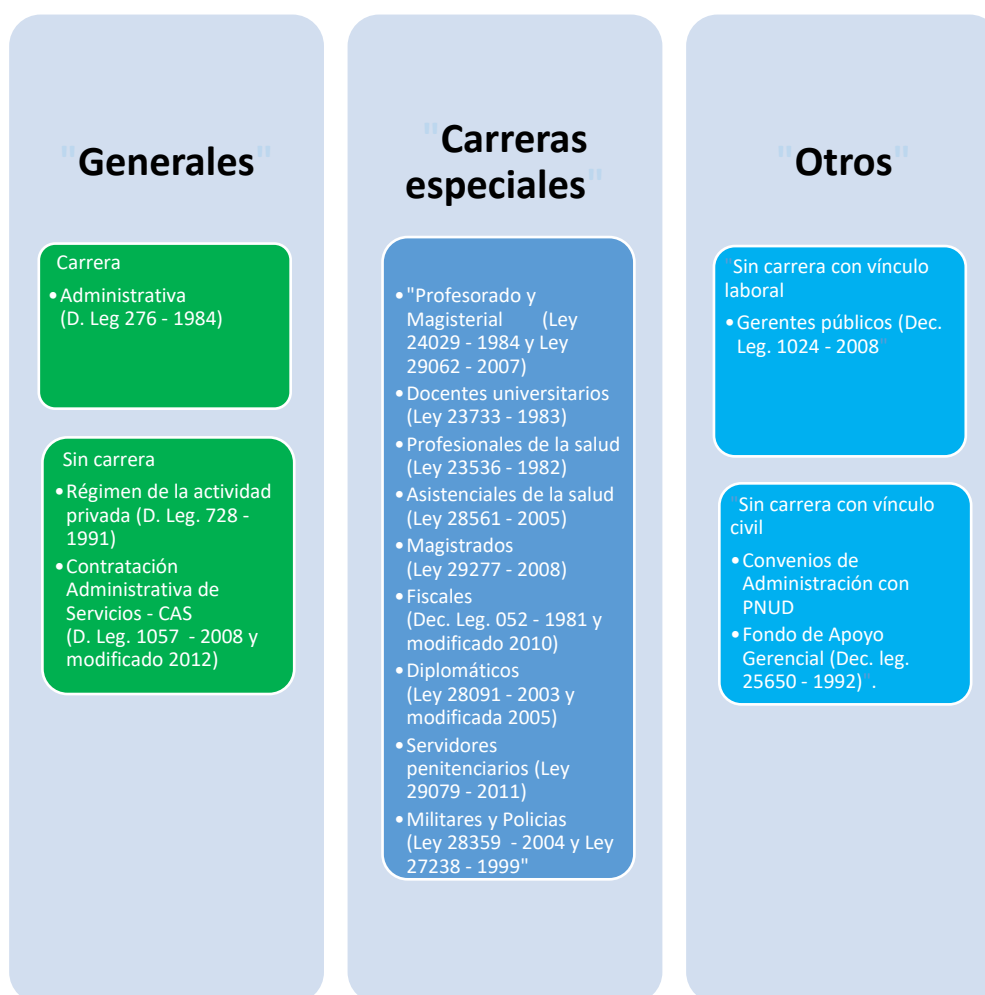 "Generales"
Carrera
•Administrativa
(D. Leg 276 - 1984)
Sin carrera
•Régimen de la actividad
privada (D. Leg. 728 -
1991)
•Contratación
Administrativa de
Servicios - CAS
(D. Leg. 1057 - 2008 y
modificado 2012)
"Carreras
especiales"
•"Profesorado y
Magisterial (Ley
24029 - 1984 y Ley
29062 - 2007)
•Docentes universitarios
(Ley 23733 - 1983)
•Profesionales de la salud
(Ley 23536 - 1982)
•Asistenciales de la salud
(Ley 28561 - 2005)
•Magistrados
(Ley 29277 - 2008)
•Fiscales
(Dec. Leg. 052 - 1981 y
modificado 2010)
•Diplomáticos
(Ley 28091 - 2003 y
modificada 2005)
•Servidores
penitenciarios (Ley
29079 - 2011)
•Militares y Policias
(Ley 28359 - 2004 y Ley
27238 - 1999"
"Otros"
"Sin carrera con vínculo
laboral
•Gerentes públicos (Dec.
Leg. 1024 - 2008"
"Sin carrera con vínculo
civil
•Convenios de
Administración con
PNUD
•Fondo de Apoyo
Gerencial (Dec. leg.
25650 - 1992)".